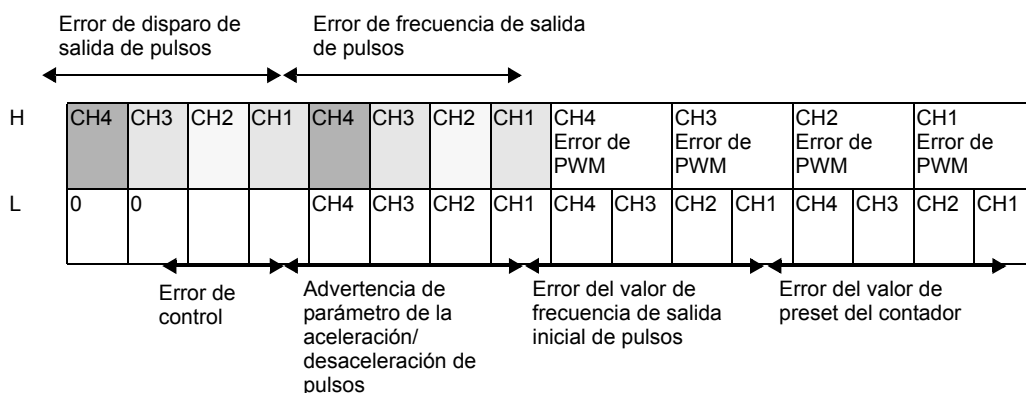 Error de disparo de
salida de pulsos
Error de frecuencia de salida
de pulsos
H
CH4 CH3 CH2 CH1 CH4 CH3 CH2 CH1 CH4 CH3 CH2 CH1
Error de Error de Error de Error de
PWM PWM PWM PWM
L
0 0 CH4 CH3 CH2 CH1 CH4 CH3 CH2 CH1 CH4 CH3 CH2 CH1
Error de
control
Advertencia de
parámetro de la
aceleración/
desaceleración de
pulsos
Error del valor de
frecuencia de salida
inicial de pulsos
Error del valor de
preset del contador